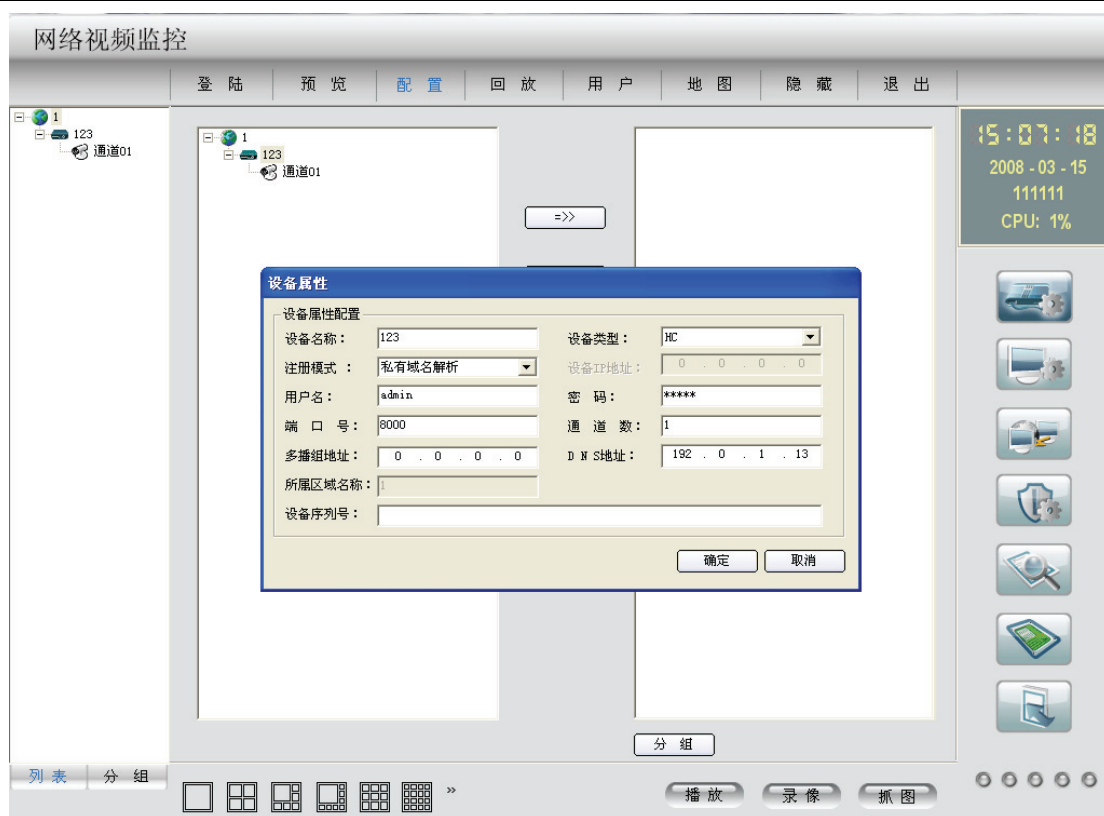 网络视频监控
登 陆 预 览 配 置 回 放 用 户 地 图 隐 藏 退 出
1
123
通道01
1
123
通道01
=>>
15:07:18
2008 - 03 - 15
111111
CPU: 1%
设备属性
设备属性配置
设备名称： 123 设备类型： HC
注册模式 ： 私有域名解析 设备IP地址： 0 . 0 . 0 . 0
用户名： admin 密 码： *****
端 口 号： 8000 通 道 数： 1
多播组地址： 0 . 0 . 0 . 0 D N S地址： 192 . 0 . 1 . 13
所属区域名称： 1
设备序列号：
确定 取消
分 组
列 表 分 组
»
播 放 录 像 抓 图